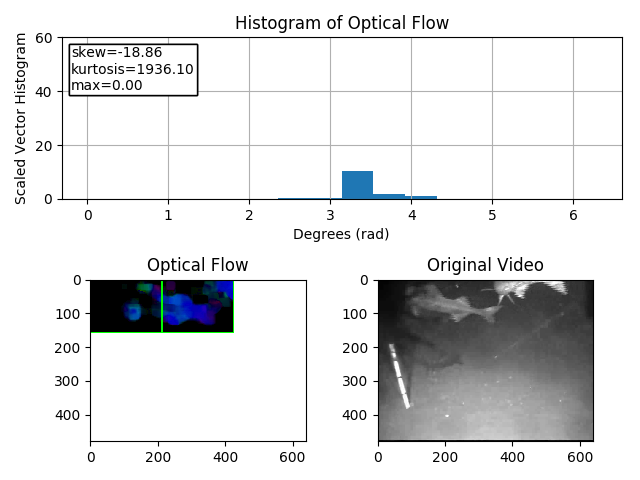 Histogram of Optical Flow
Scaled Vector Histogram
60
40
20
0
skew=-18.86
kurtosis=1936.10
max=0.00
0 1 2 3 4 5 6
Degrees (rad)
Optical Flow
0
100
200
300
400
0 200 400 600
Original Video
0
100
200
300
400
0 200 400 600